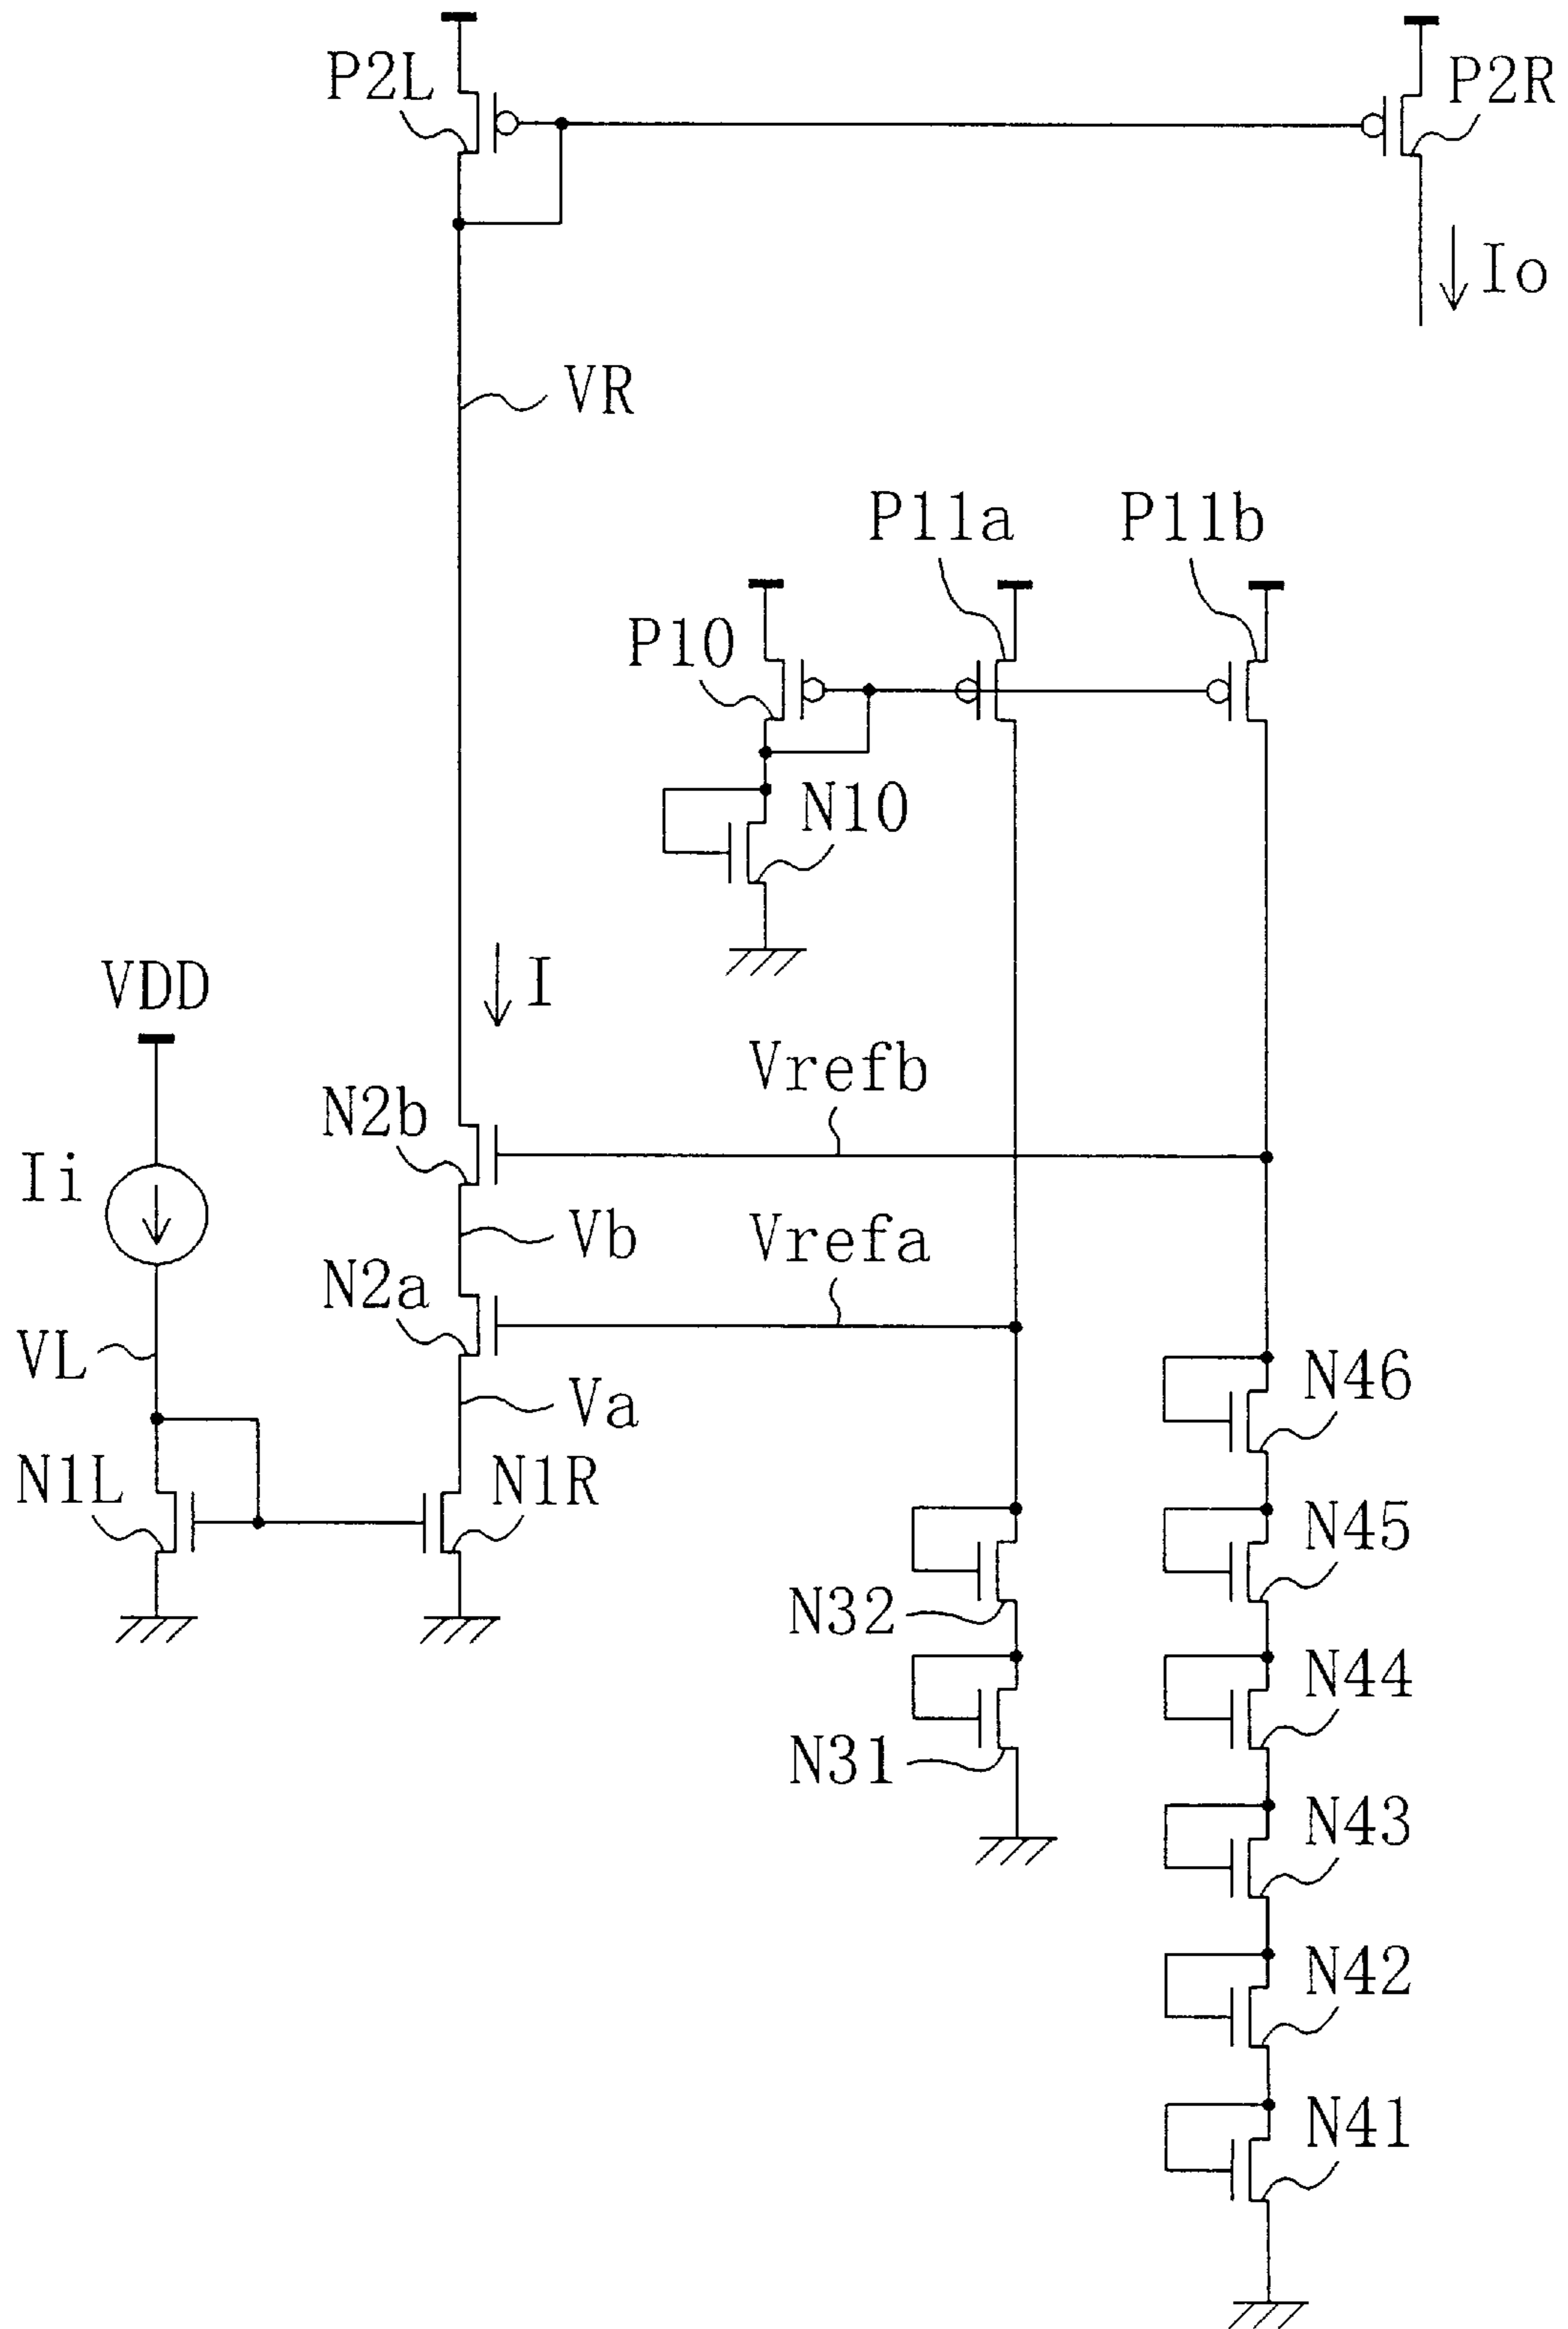 P2L
P2R
Io
VR
P11a
P11b
P10
N10
VDD
I
Vrefb
N2b
Ii
Vb
Vrefa
N2a
VL
Va
N46
N1L
N1R
N45
N32
N44
N31
N43
N42
N41